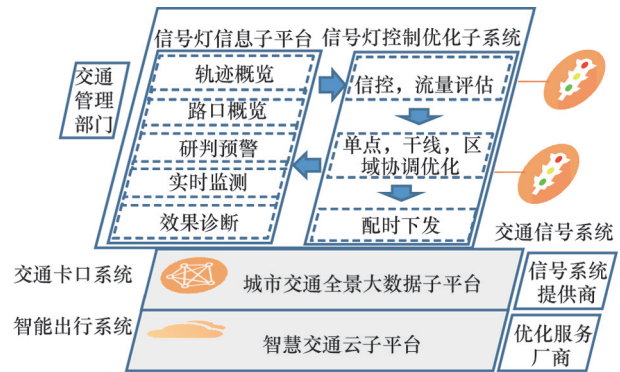 信号灯信息子平台
信号灯控制优化子系统
交通
管理
部门
轨迹概览
路口概览
研判预警
实时监测
效果诊断
信控，流量评估
单点，干线，区
域协调优化
配时下发
交通信号系统
交通卡口系统
城市交通全景大数据子平台
信号系统
提供商
智能出行系统
智慧交通云子平台
优化服务
厂商